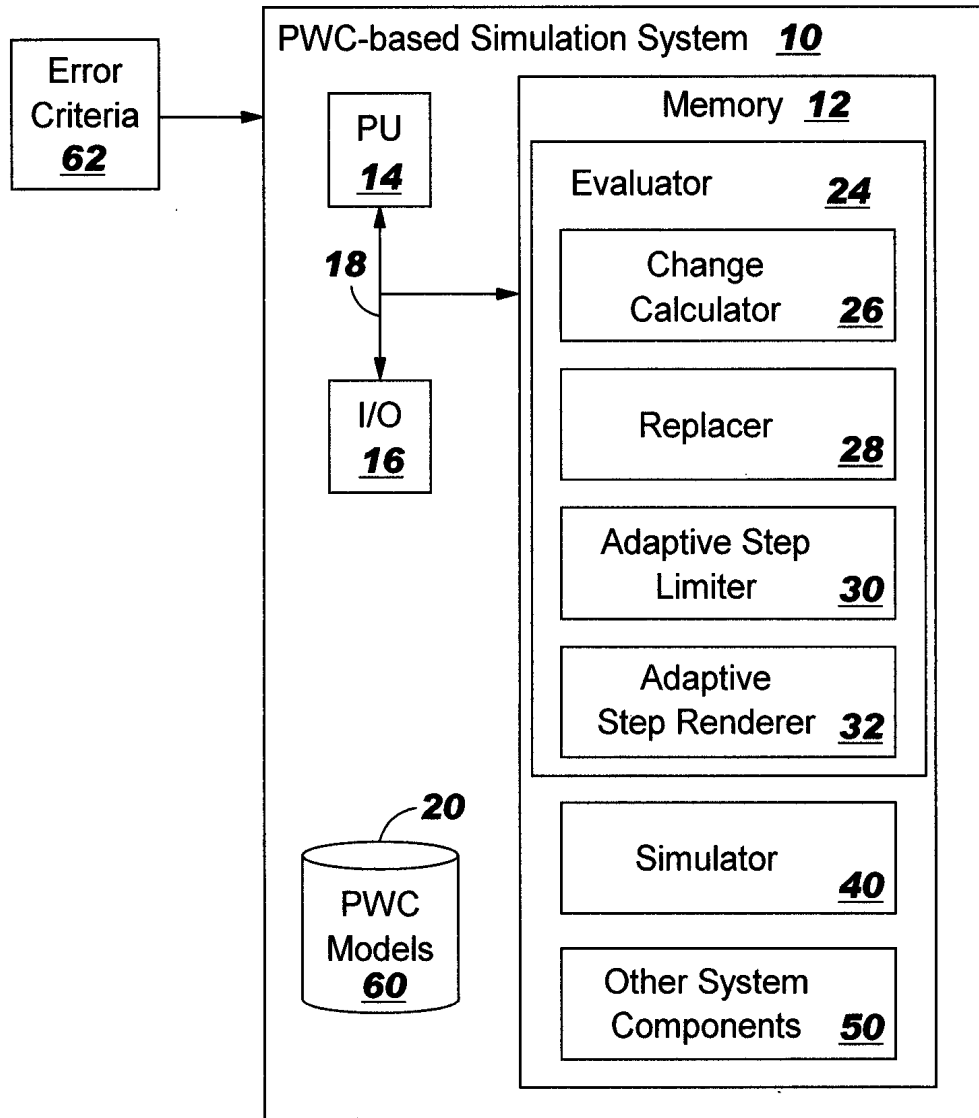 PWC-based Simulation System 10
Error
Criteria
62
PU
14
18
I/O
16
20
PWC
Models
60
Memory 12
Evaluator 24
Change
Calculator 26
Replacer 28
Adaptive Step
Limiter 30
Adaptive
Step Renderer 32
Simulator 40
Other System
Components 50